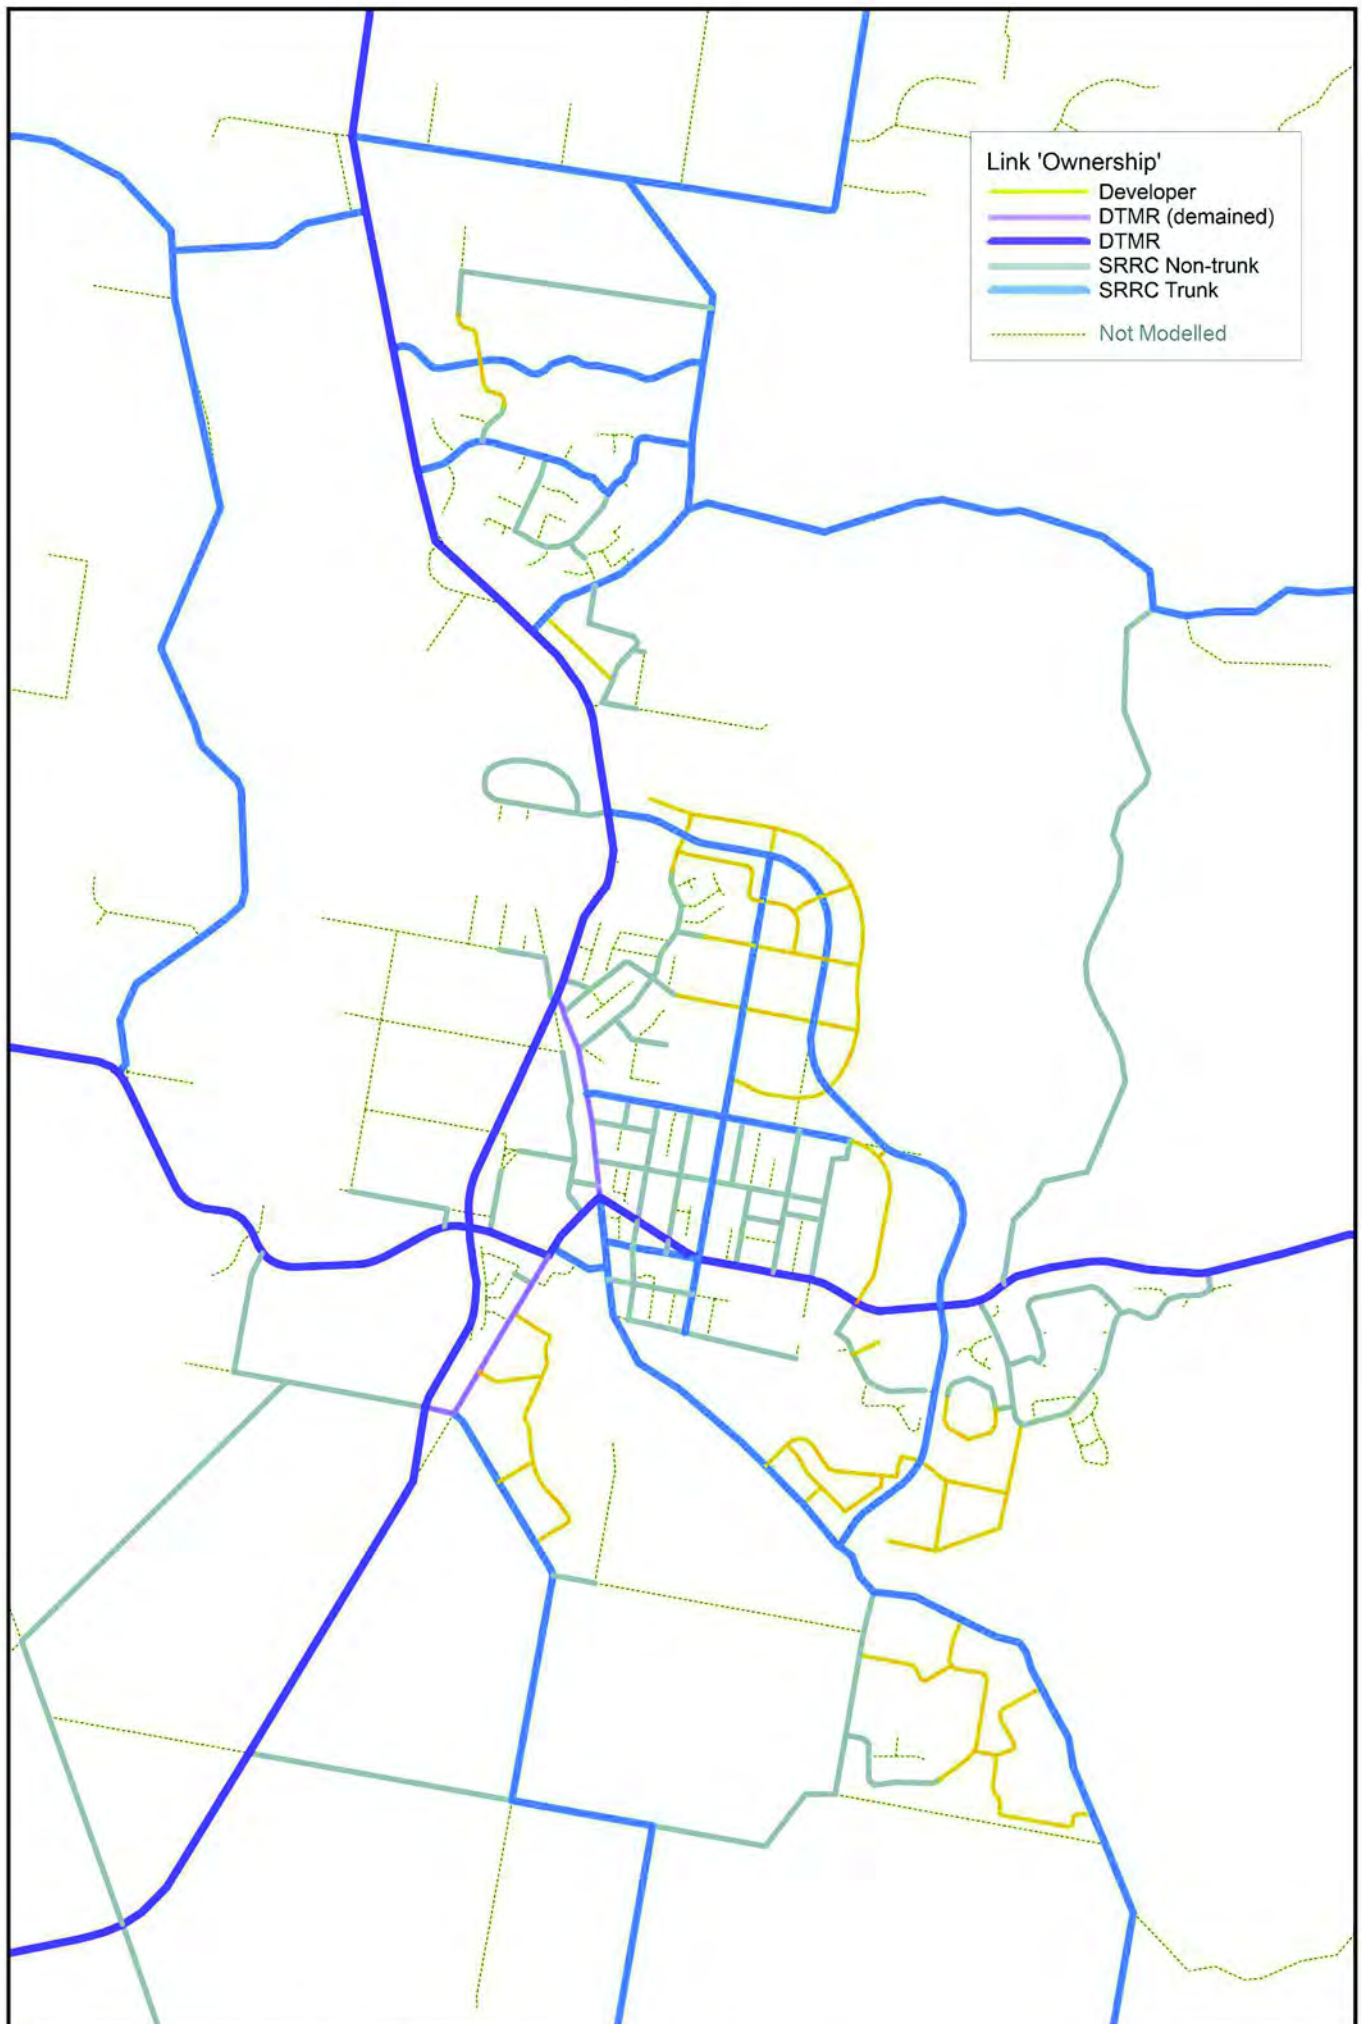 Link 'Ownership'
Developer
DTMR (demained)
DTMR
SRRC Non-trunk
SRRC Trunk
Not Modelled